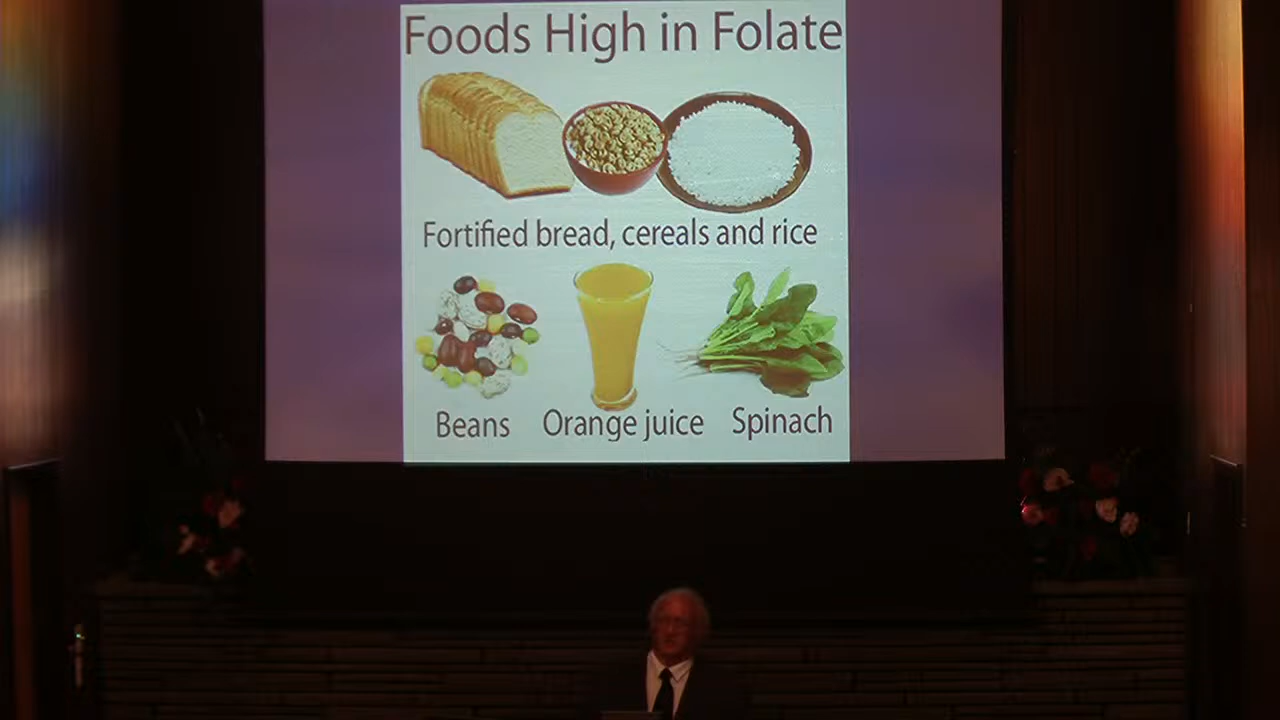 Foods High in Folate
Fortified bread, cereals and rice
Beans Orange juice Spinach